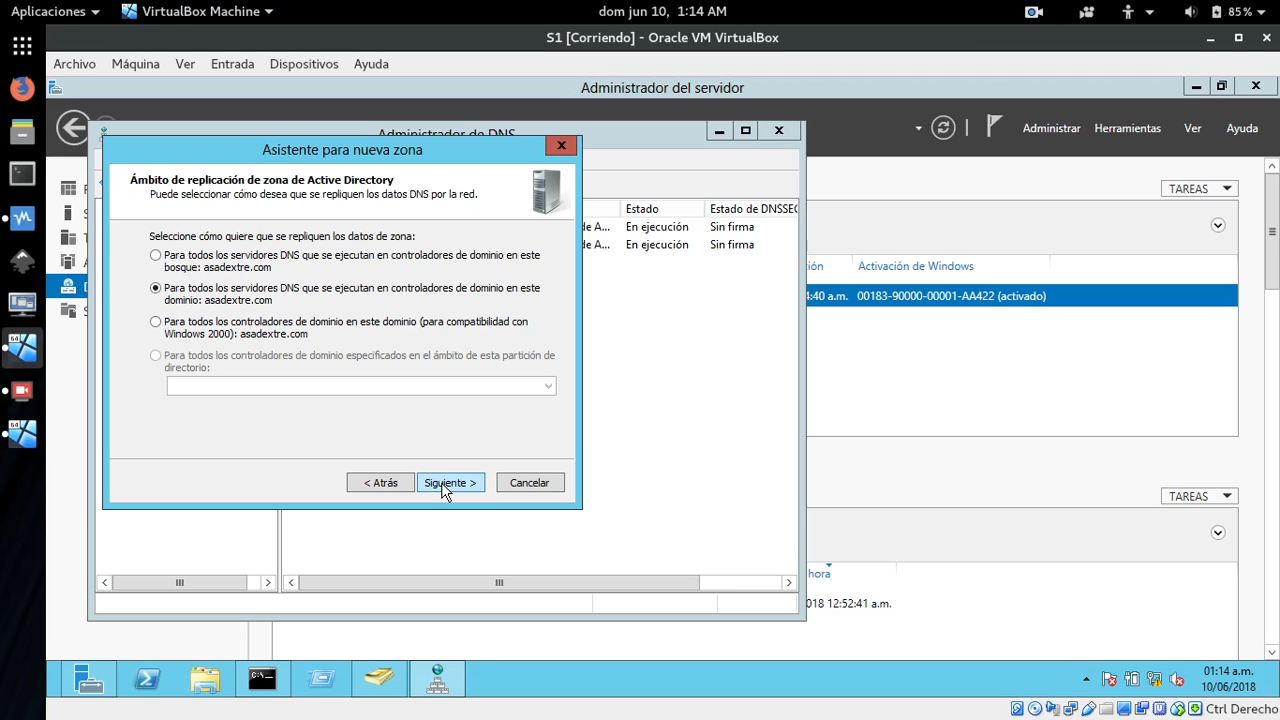 Aplicaciones
VirtualBox Machine
dom jun 10, 1:14 AM
85%
S1 [Corriendo] - Oracle VM VirtualBox
Archivo Máquina Ver Entrada Dispositivos Ayuda
Administrador del servidor
Administrar Herramientas Ver Ayuda
Administrador de DNS
Asistente para nueva zona
Ámbito de replicación de zona de Active Directory
Puede seleccionar cómo desea que se repliquen los datos DNS por la red.
Seleccione cómo quiere que se repliquen los datos de zona:
Para todos los servidores DNS que se ejecutan en controladores de dominio en este
bosque: asadextre.com
Para todos los servidores DNS que se ejecutan en controladores de dominio en este
dominio: asadextre.com
Para todos los controladores de dominio en este dominio (para compatibilidad con
Windows 2000): asadextre.com
Para todos los controladores de dominio especificados en el ámbito de esta partición de
directorio:
< Atrás Siguiente > Cancelar
Estado Estado de DNSSEC
de A... En ejecución Sin firma
de A... En ejecución Sin firma
TAREAS
ción Activación de Windows
:40 a.m. 00183-90000-00001-AA422 (activado)
TAREAS
hora
018 12:52:41 a.m.
01:14 a.m.
10/06/2018
Ctrl Derecho